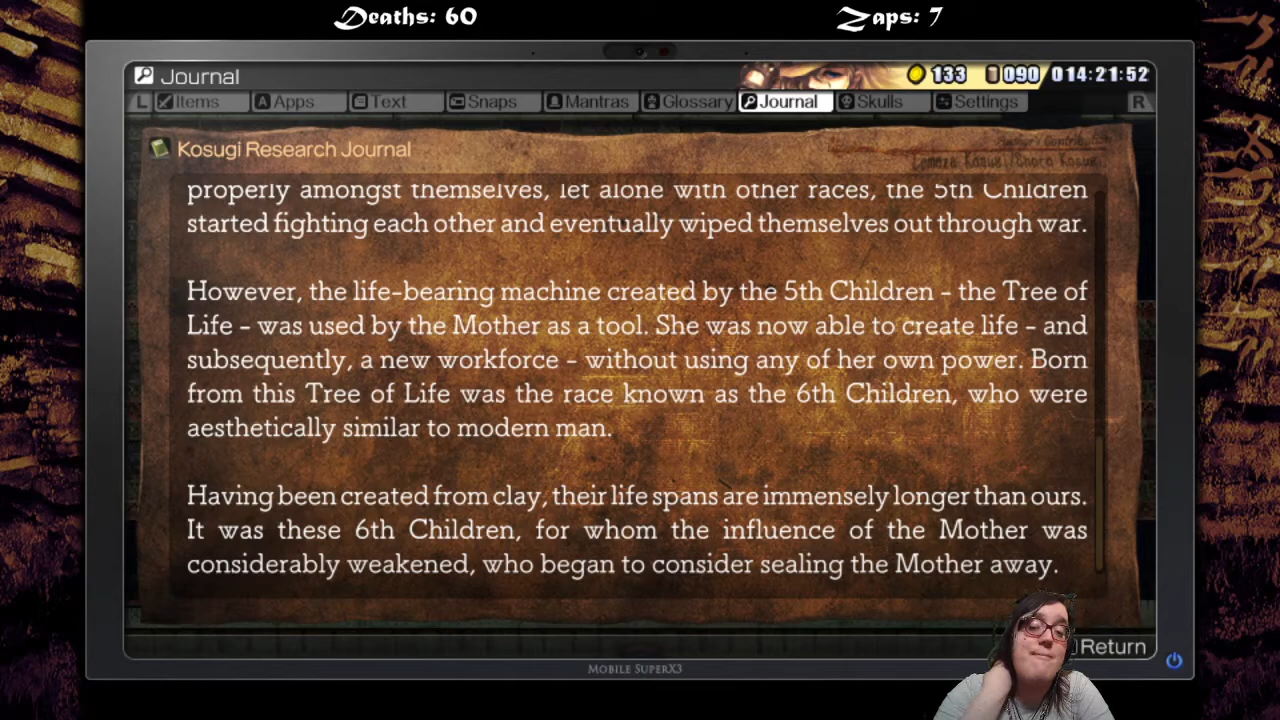 Deaths: 60
Zaps: 7
Journal
133 090 014:21:52
L Items Apps Text Snaps Mantras Glossary Journal Skulls Settings R
Kosugi Research Journal
Lemeza Kosugi/Shorn Kosugi
properly amongst themselves, let alone with other races, the 5th Children
started fighting each other and eventually wiped themselves out through war.
However, the life-bearing machine created by the 5th Children - the Tree of
Life - was used by the Mother as a tool. She was now able to create life - and
subsequently, a new workforce - without using any of her own power. Born
from this Tree of Life was the race known as the 6th Children, who were
aesthetically similar to modern man.
Having been created from clay, their life spans are immensely longer than ours.
It was these 6th Children, for whom the influence of the Mother was
considerably weakened, who began to consider sealing the Mother away.
Return
MOBILE SUPERX3